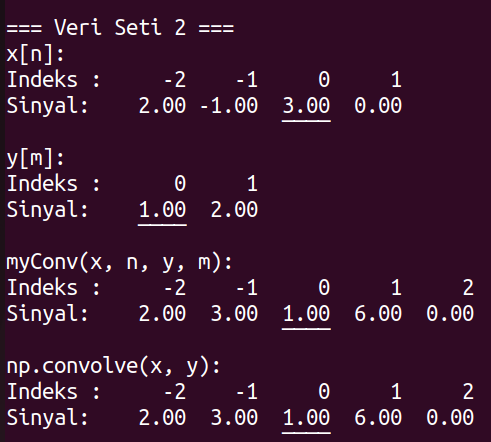 === Veri Seti 2 ===
x[n]:
Indeks :     -2    -1     0     1
Sinyal:    2.00 -1.00  3.00  0.00
y[m]:
Indeks :      0     1
Sinyal:    1.00  2.00
myConv(x, n, y, m):
Indeks :     -2    -1     0     1     2
Sinyal:    2.00  3.00  1.00  6.00  0.00
np.convolve(x, y):
Indeks :     -2    -1     0     1     2
Sinyal:    2.00  3.00  1.00  6.00  0.00